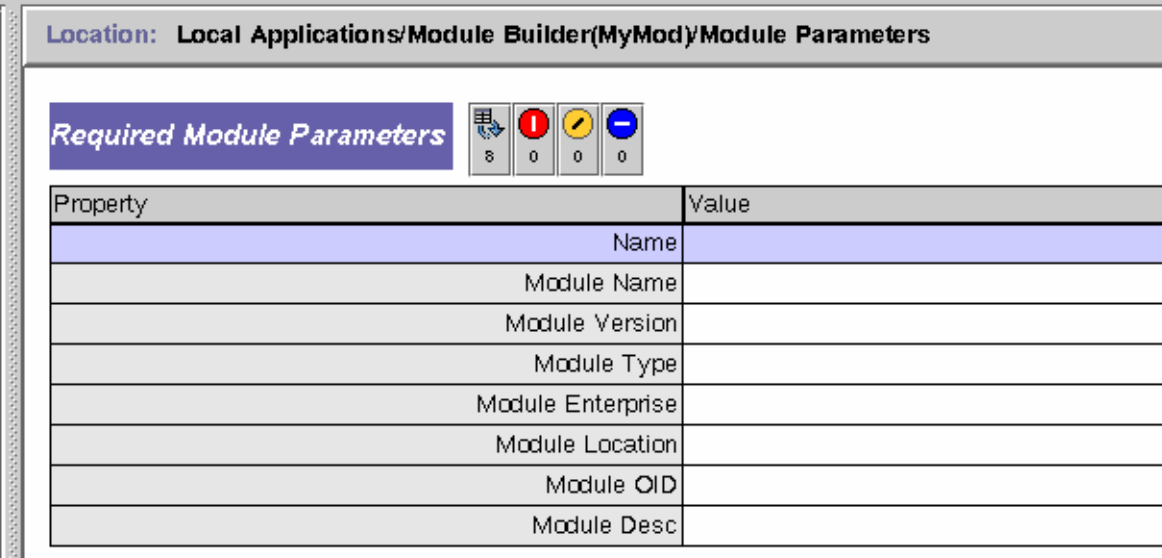 Location: Local Applications/Module Builder(MyMod)/Module Parameters
Required Module Parameters
8 0 0 0
Property Value
Name
Module Name
Module Version
Module Type
Module Enterprise
Module Location
Module OID
Module Desc